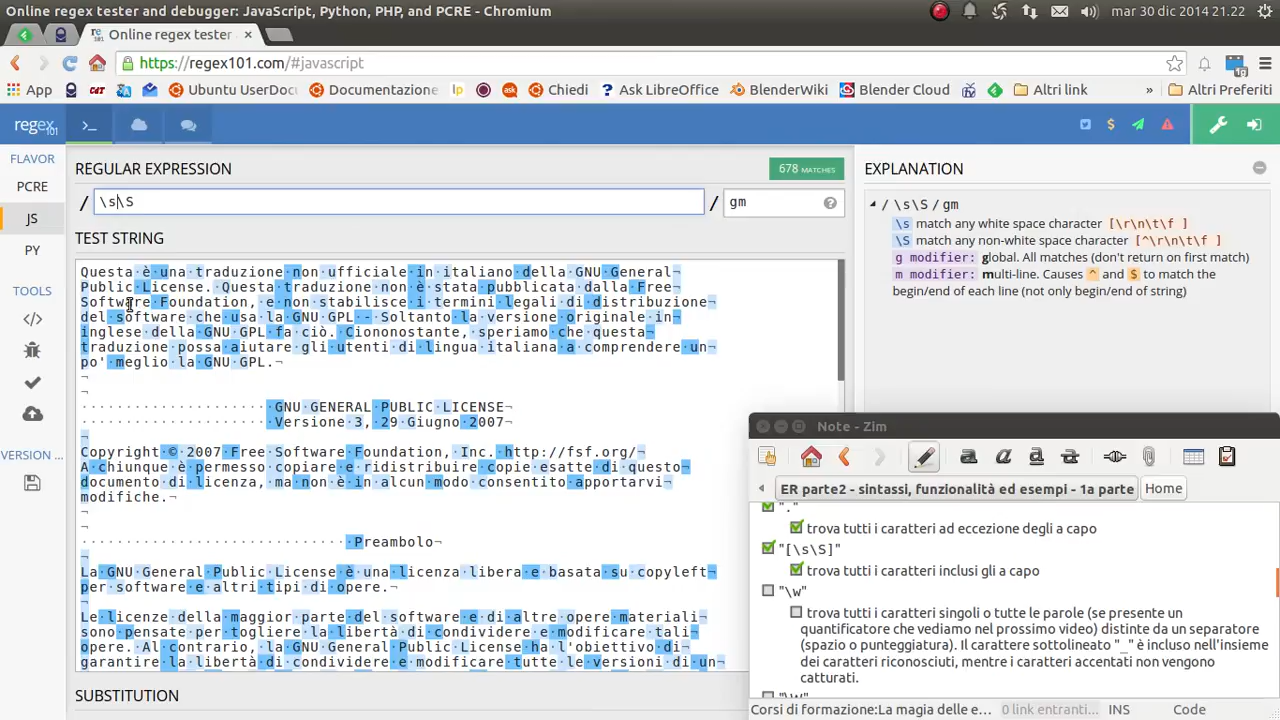 Online regex tester and debugger: JavaScript, Python, PHP, and PCRE - Chromium
mar 30 dic 2014 21.22
Online regex tester
https://regex101.com/#javascript
App
Ubuntu UserDocu
Documentazione
Chiedi
Ask LibreOffice
BlenderWiki
Blender Cloud
Altri link
»
Altri Preferiti
regex
101
FLAVOR
PCRE
JS
PY
TOOLS
VERSION ...
REGULAR EXPRESSION
678 MATCHES
/ \s\S / gm
TEST STRING
Questa·è·una·traduzione·non·ufficiale·in·italiano·della·GNU·General¬
Public·License.·Questa·traduzione·non·è·stata·pubblicata·dalla·Free¬
Software·Foundation,·e·non·stabilisce·i·termini·legali·di·distribuzione¬
del·software·che·usa·la·GNU·GPL·-·Soltanto·la·versione·originale·in¬
inglese·della·GNU·GPL·fa·ciò.·Ciononostante,·speriamo·che·questa¬
traduzione·possa·aiutare·gli·utenti·di·lingua·italiana·a·comprendere·un¬
po'·meglio·la·GNU·GPL.¬
¬
¬
·GNU·GENERAL·PUBLIC·LICENSE¬
·Versione·3,·29·Giugno·2007¬
¬
Copyright·©·2007·Free·Software·Foundation,·Inc.·http://fsf.org/¬
A·chiunque·è·permesso·copiare·e·ridistribuire·copie·esatte·di·questo¬
documento·di·licenza,·ma·non·è·in·alcun·modo·consentito·apportarvi¬
modifiche.¬
¬
¬
·Preambolo¬
¬
La·GNU·General·Public·License·è·una·licenza·libera·e·basata·su·copyleft¬
per·software·e·altri·tipi·di·opere.¬
¬
Le·licenze·della·maggior·parte·del·software·e·di·altre·opere·materiali¬
sono·pensate·per·togliere·la·libertà·di·condividere·e·modificare·tali¬
opere.·Al·contrario,·la·GNU·General·Public·License·ha·l'obiettivo·di¬
garantire·la·libertà·di·condividere·e·modificare·tutte·le·versioni·di·un¬
SUBSTITUTION
EXPLANATION
/ \s\S / gm
\s match any white space character [\r\n\t\f ]
\S match any non-white space character [^\r\n\t\f ]
g modifier: global. All matches (don't return on first match)
m modifier: multi-line. Causes ^ and $ to match the
begin/end of each line (not only begin/end of string)
Note - Zim
ER parte2 - sintassi, funzionalità ed esempi - 1a parte
Home
"."
trova tutti i caratteri ad eccezione degli a capo
"[\s\S]"
trova tutti i caratteri inclusi gli a capo
"\w"
trova tutti i caratteri singoli o tutte le parole (se presente un
quantificatore che vediamo nel prossimo video) distinte da un separatore
(spazio o punteggiatura). Il carattere sottolineato "_" è incluso nell'insieme
dei caratteri riconosciuti, mentre i caratteri accentati non vengono
catturati.
"\W"
Corsi di formazione:La magia delle e...
0 link entranti...
INS
Code